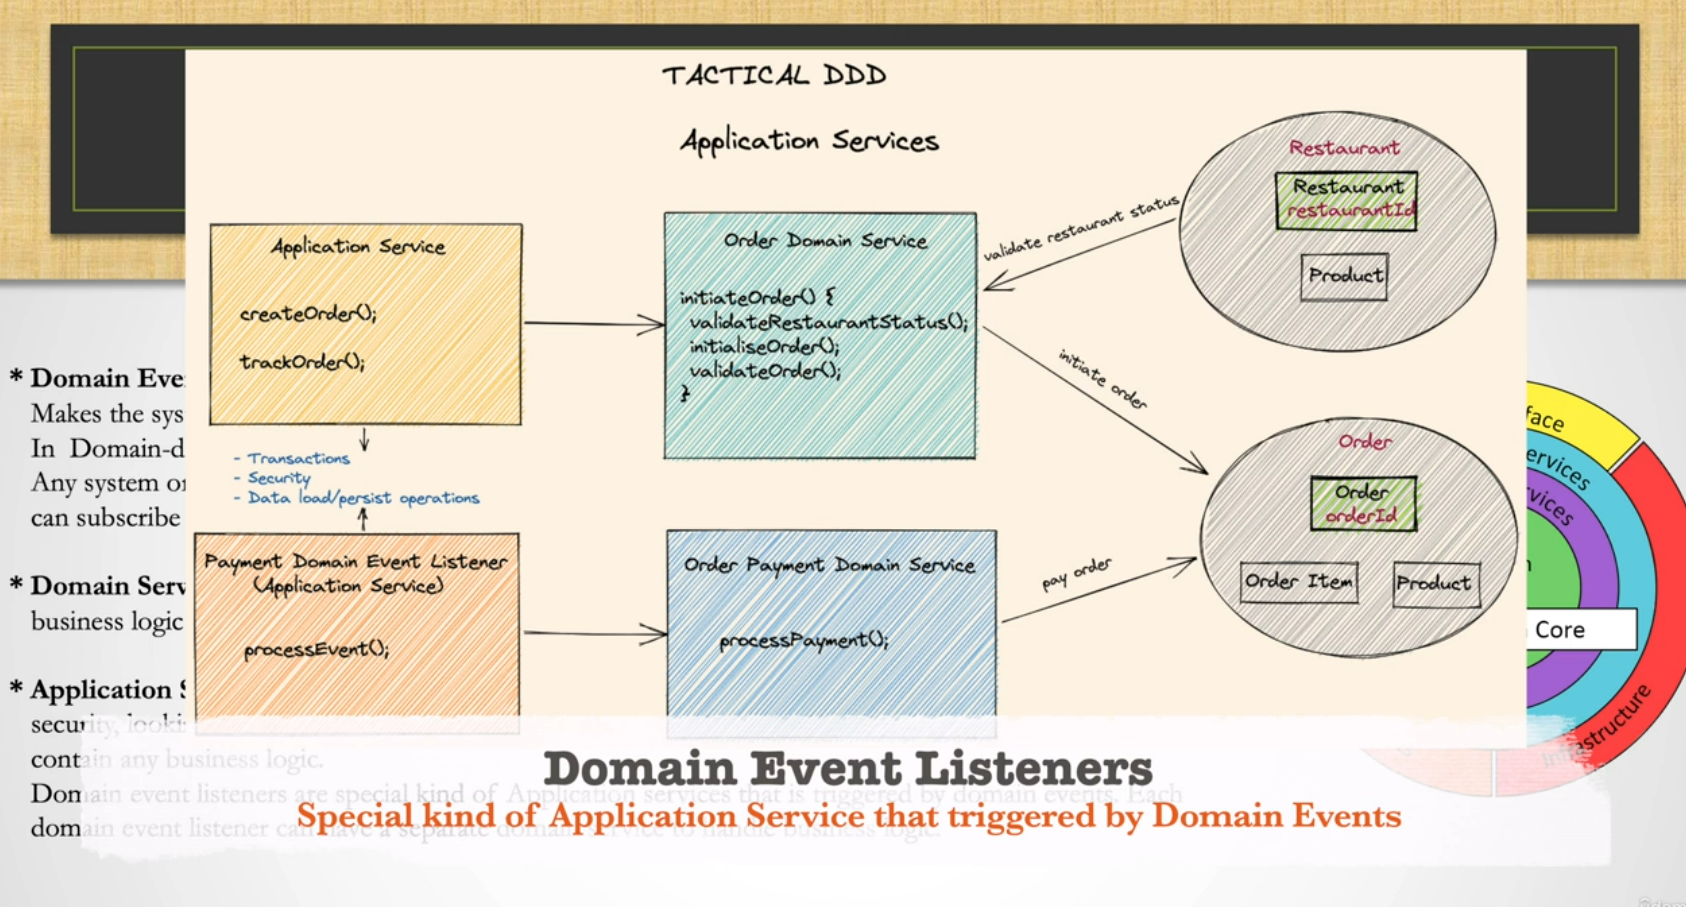 TACTICAL DDD
Application Services
Application Service
createOrder();
trackOrder();
- Transactions
- Security
- Data load/persist operations
Payment Domain Event Listener
(Application Service)
processEvent();
Order Domain Service
initiateOrder() {
validateRestaurantStatus();
initialiseOrder();
validateOrder();
}
Order Payment Domain Service
processPayment();
validate restaurant status
initiate order
pay order
Restaurant
Restaurant
restaurantId
Product
Order
Order
orderId
Order Item
Product
* Domain Eve
Makes the sys
In Domain-d
Any system or
can subscribe
* Domain Serv
business logic
* Application S
security, looki
contain any business logic.
Domain event listeners are special kind of Application services that is triggered by domain events. Each
domain event listener can have a separate domain service to handle business logic.
face
ervices
vices
n
Core
Infrastructure
Domain Event Listeners
Special kind of Application Service that triggered by Domain Events